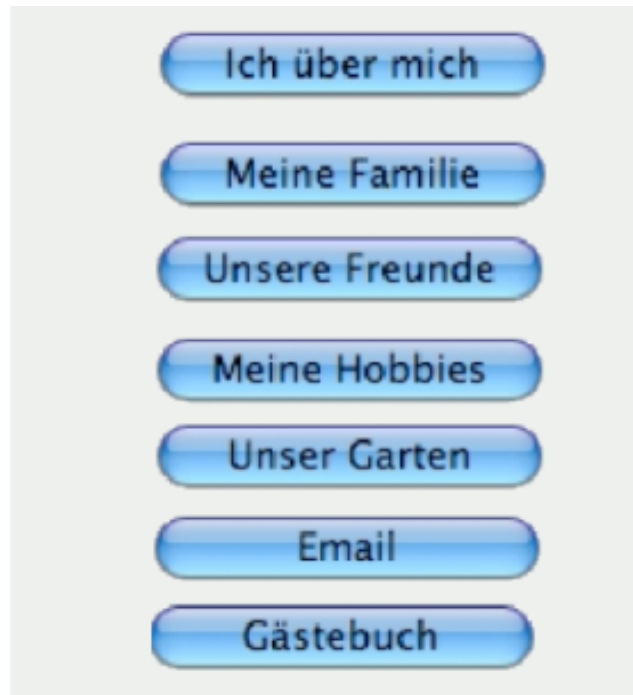 Ich über mich
Meine Familie
Unsere Freunde
Meine Hobbies
Unser Garten
Email
Gästebuch